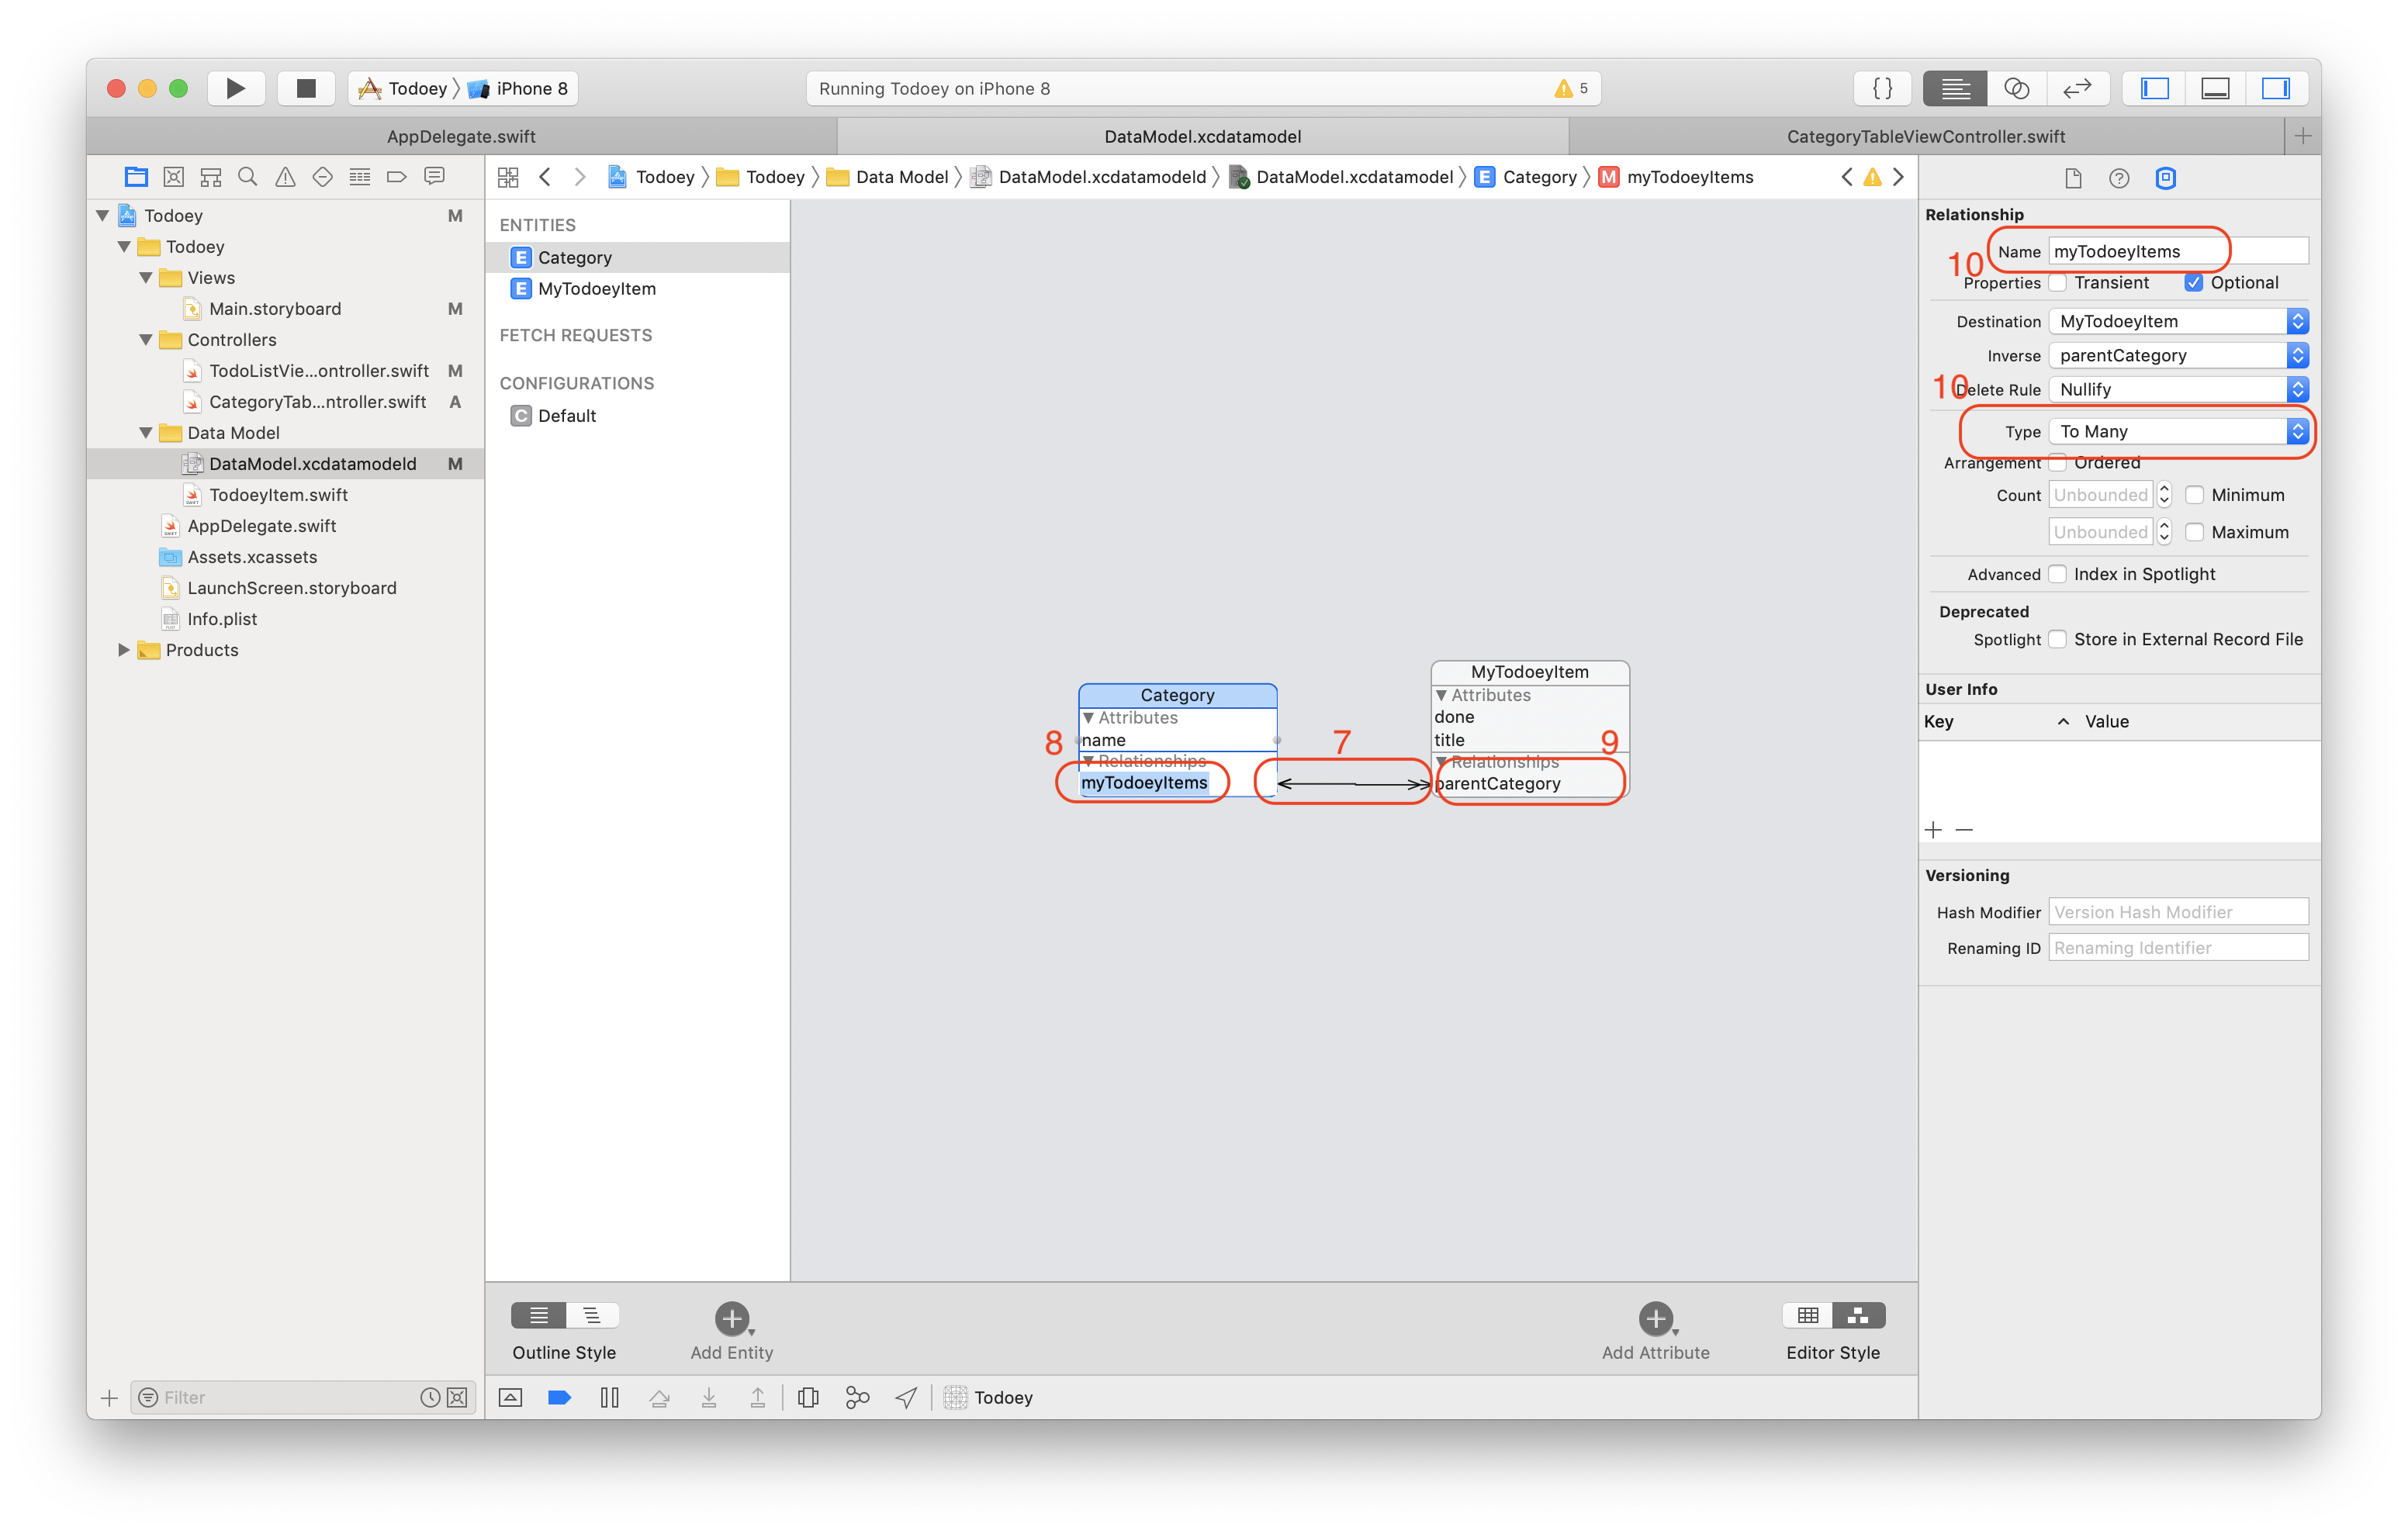 Todoey
iPhone 8
Running Todoey on iPhone 8
5
{ }
AppDelegate.swift
DataModel.xcdatamodel
CategoryTableViewController.swift
Todoey
Todoey
Data Model
DataModel.xcdatamodeld
DataModel.xcdatamodel
E
Category
M
myTodoeyItems
Todoey
M
Todoey
Views
Main.storyboard
M
Controllers
TodoListVie...ontroller.swift
M
CategoryTab...ntroller.swift
A
Data Model
DataModel.xcdatamodeld
M
TodoeyItem.swift
AppDelegate.swift
Assets.xcassets
LaunchScreen.storyboard
Info.plist
Products
Filter
ENTITIES
E Category
E MyTodoeyItem
FETCH REQUESTS
CONFIGURATIONS
C Default
Category
Attributes
name
Relationships
myTodoeyItems
8
7
MyTodoeyItem
Attributes
done
title
9
Relationships
parentCategory
Outline Style
Add Entity
Add Attribute
Editor Style
Todoey
Relationship
10
Name myTodoeyItems
Properties Transient Optional
Destination MyTodoeyItem
Inverse parentCategory
10
Delete Rule Nullify
Type To Many
Arrangement Ordered
Count Unbounded Minimum
Unbounded Maximum
Advanced Index in Spotlight
Deprecated
Spotlight Store in External Record File
User Info
Key Value
Versioning
Hash Modifier Version Hash Modifier
Renaming ID Renaming Identifier